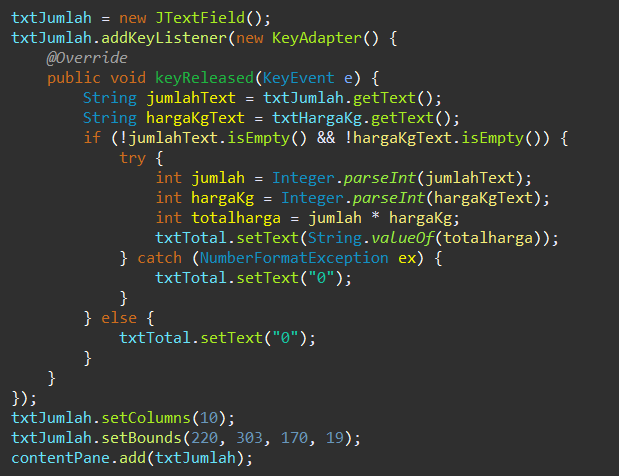 txtJumlah = new JTextField();
txtJumlah.addKeyListener(new KeyAdapter() {
    @Override
    public void keyReleased(KeyEvent e) {
        String jumlahText = txtJumlah.getText();
        String hargaKgText = txtHargaKg.getText();
        if (!jumlahText.isEmpty() && !hargaKgText.isEmpty()) {
            try {
                int jumlah = Integer.parseInt(jumlahText);
                int hargaKg = Integer.parseInt(hargaKgText);
                int totalharga = jumlah * hargaKg;
                txtTotal.setText(String.valueOf(totalharga));
            } catch (NumberFormatException ex) {
                txtTotal.setText("0");
            }
        } else {
            txtTotal.setText("0");
        }
    }
});
txtJumlah.setColumns(10);
txtJumlah.setBounds(220, 303, 170, 19);
contentPane.add(txtJumlah);